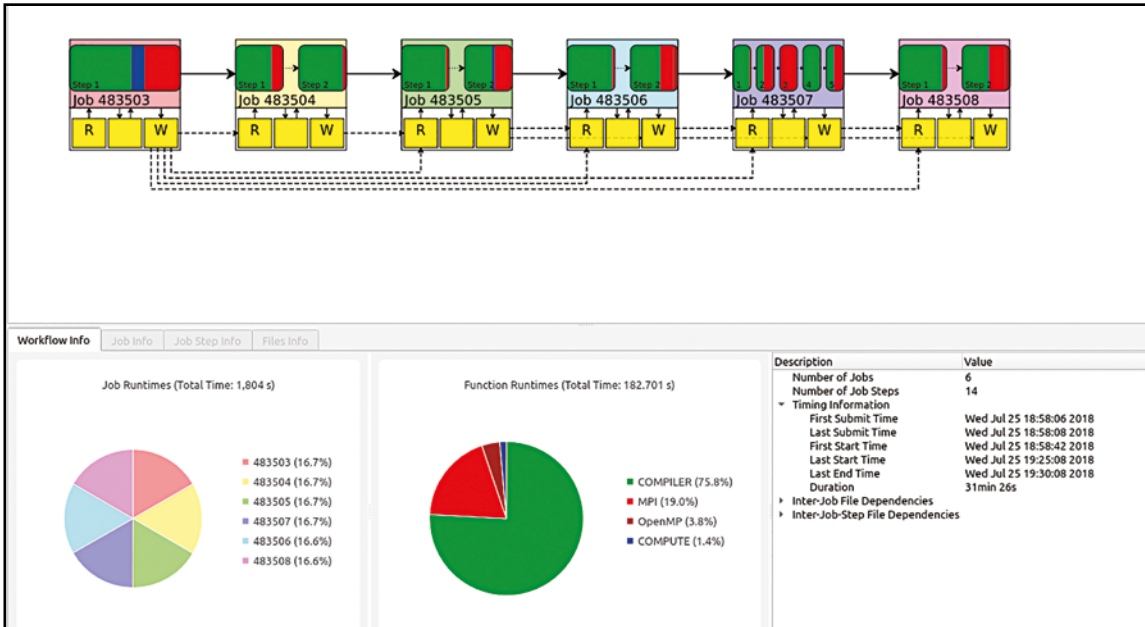 Step 1
Job 483503
Step 1 Step 2
Job 483504
Step 1 Step 2
Job 483505
Step 1 Step 2
Job 483506
1 2 3 4 5
Job 483507
Step 1 Step 2
Job 483508
R W
R W
R W
R W
R W
R W
Workflow Info
Job Info
Job Step Info
Files Info
Job Runtimes (Total Time: 1,804 s)
483503 (16.7%)
483504 (16.7%)
483505 (16.7%)
483507 (16.7%)
483506 (16.6%)
483508 (16.6%)
Function Runtimes (Total Time: 182.701 s)
COMPILER (75.8%)
MPI (19.0%)
OpenMP (3.8%)
COMPUTE (1.4%)
Description Value
Number of Jobs 6
Number of Job Steps 14
Timing Information
First Submit Time Wed Jul 25 18:58:06 2018
Last Submit Time Wed Jul 25 18:58:08 2018
First Start Time Wed Jul 25 18:58:42 2018
Last Start Time Wed Jul 25 19:25:08 2018
Last End Time Wed Jul 25 19:30:08 2018
Duration 31min 26s
Inter-Job File Dependencies
Inter-Job-Step File Dependencies